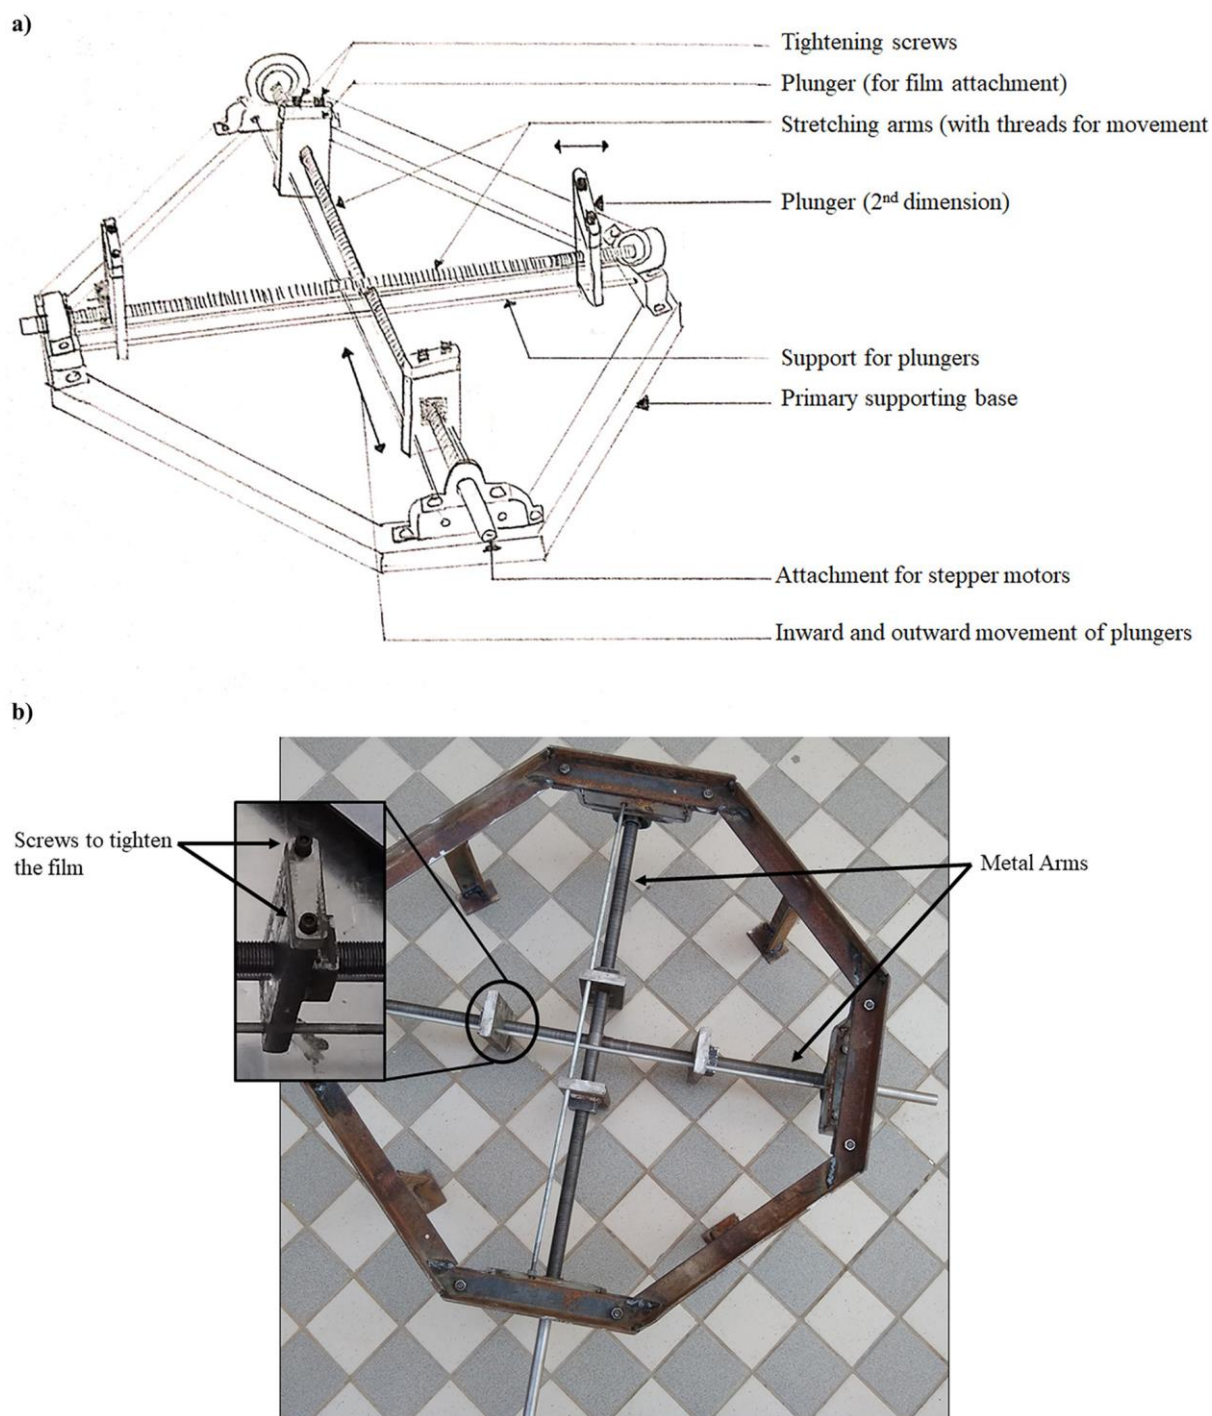 a)
Tightening screws
Plunger (for film attachment)
Stretching arms (with threads for movement
Plunger (2nd dimension)
Support for plungers
Primary supporting base
Attachment for stepper motors
Inward and outward movement of plungers
b)
Screws to tighten
the film
Metal Arms